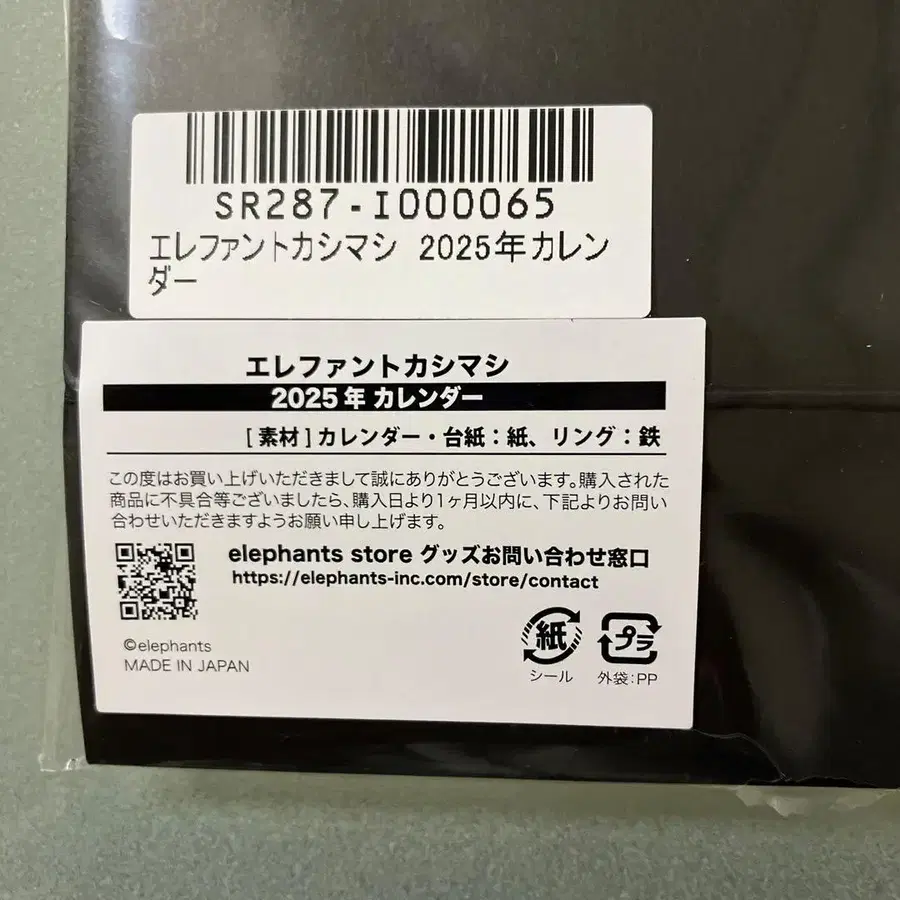 SR287-I000065
エレファントカシマシ 2025年カレン
ダー
エレファントカシマシ
2025年 カレンダー
[ 素材 ] カレンダー・台紙：紙、リング：鉄
この度はお買い上げいただきまして誠にありがとうございます。購入された
商品に不具合等ございましたら、購入日より1ヶ月以内に、下記よりお問い
合わせいただきますようお願い申し上げます。
elephants store グッズお問い合わせ窓口
https://elephants-inc.com/store/contact
©elephants
MADE IN JAPAN
紙
シール
プラ
外袋：PP